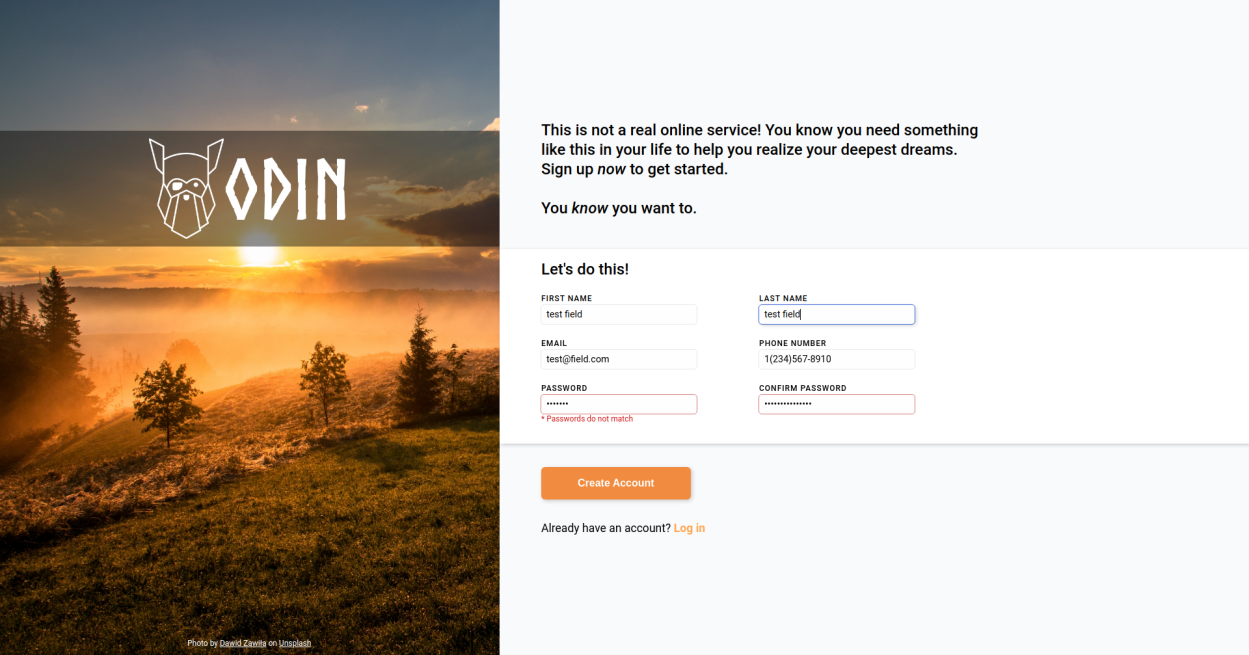 ODIN
Photo by Dawid Zawiła on Unsplash
This is not a real online service! You know you need something
like this in your life to help you realize your deepest dreams.
Sign up now to get started.
You know you want to.
Let's do this!
FIRST NAME
test field
LAST NAME
test field
EMAIL
test@field.com
PHONE NUMBER
1(234)567-8910
PASSWORD
•••••••
* Passwords do not match
CONFIRM PASSWORD
•••••••••••••••
Create Account
Already have an account? Log in